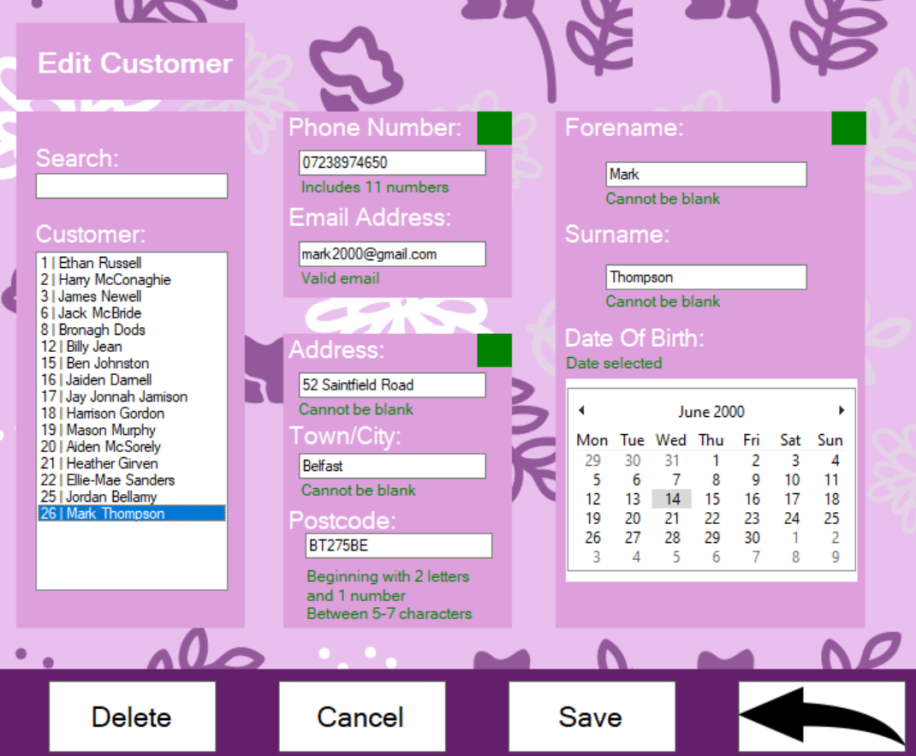 Edit Customer
Search:
Customer:
1 | Ethan Russell
2 | Harry McConaghie
3 | James Newell
6 | Jack McBride
8 | Bronagh Dods
12 | Billy Jean
15 | Ben Johnston
16 | Jaiden Darnell
17 | Jay Jonnah Jamison
18 | Harrison Gordon
19 | Mason Murphy
20 | Aiden McSorely
21 | Heather Girven
22 | Ellie-Mae Sanders
25 | Jordan Bellamy
26 | Mark Thompson
Phone Number:
07238974650
Includes 11 numbers
Email Address:
mark2000@gmail.com
Valid email
Address:
52 Saintfield Road
Cannot be blank
Town/City:
Belfast
Cannot be blank
Postcode:
BT275BE
Beginning with 2 letters
and 1 number
Between 5-7 characters
Forename:
Mark
Cannot be blank
Surname:
Thompson
Cannot be blank
Date Of Birth:
Date selected
June 2000
Mon Tue Wed Thu Fri Sat Sun
29 30 31 1 2 3 4
5 6 7 8 9 10 11
12 13 14 15 16 17 18
19 20 21 22 23 24 25
26 27 28 29 30 1 2
3 4 5 6 7 8 9
Delete
Cancel
Save